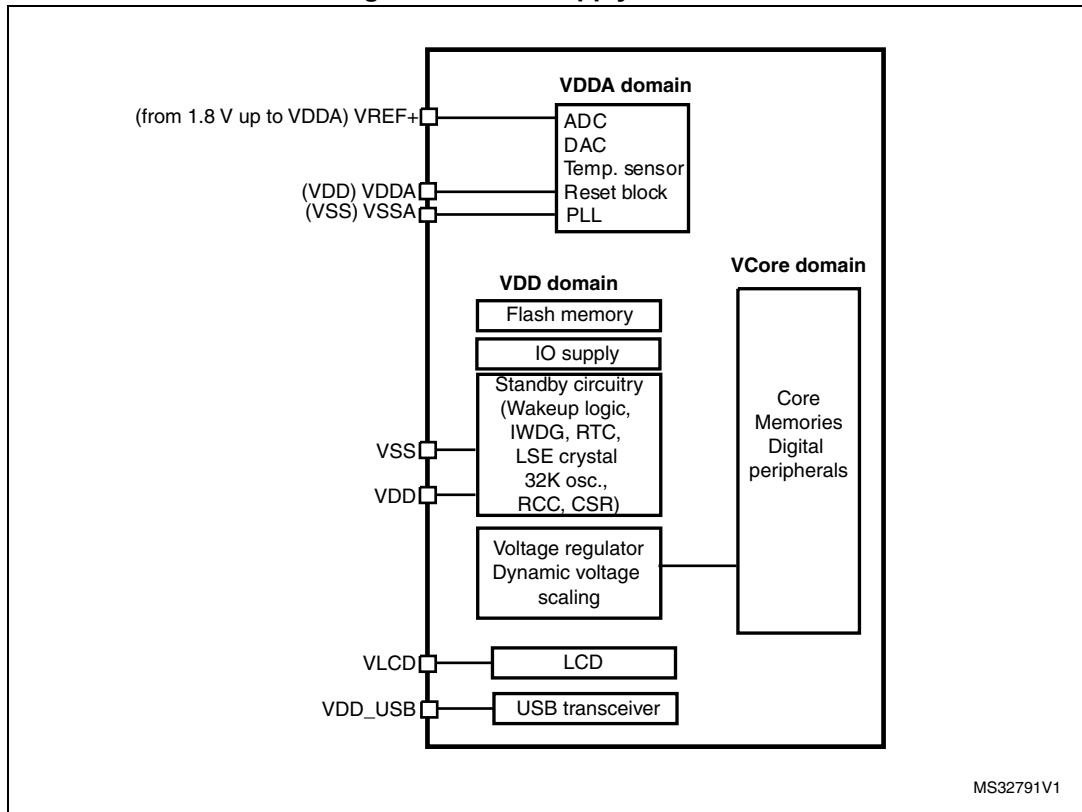 VDDA domain
(from 1.8 V up to VDDA) VREF+
ADC
DAC
Temp. sensor
(VDD) VDDA
Reset block
(VSS) VSSA
PLL
VCore domain
VDD domain
Flash memory
IO supply
Standby circuitry
(Wakeup logic,
IWDG, RTC,
LSE crystal
32K osc.,
RCC, CSR)
VSS
VDD
Core
Memories
Digital
peripherals
Voltage regulator
Dynamic voltage
scaling
VLCD
LCD
VDD_USB
USB transceiver
MS32791V1